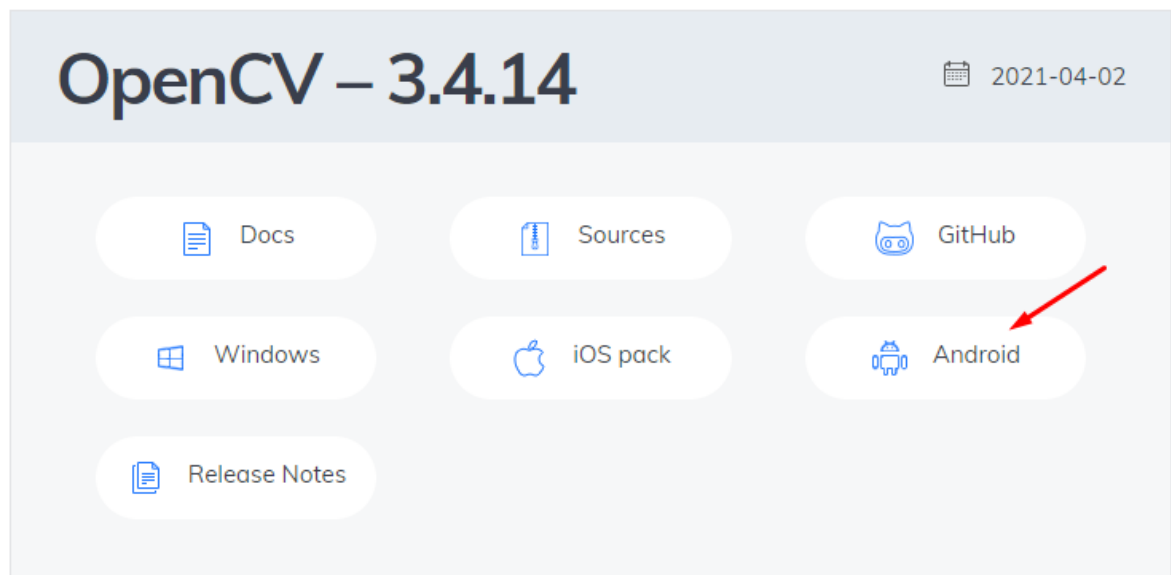 OpenCV – 3.4.14
2021-04-02
Docs
Sources
GitHub
Windows
iOS pack
Android
Release Notes